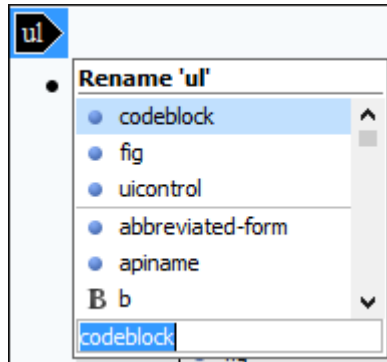 ul
Rename 'ul'
codeblock
fig
uicontrol
abbreviated-form
apiname
B b
codeblock